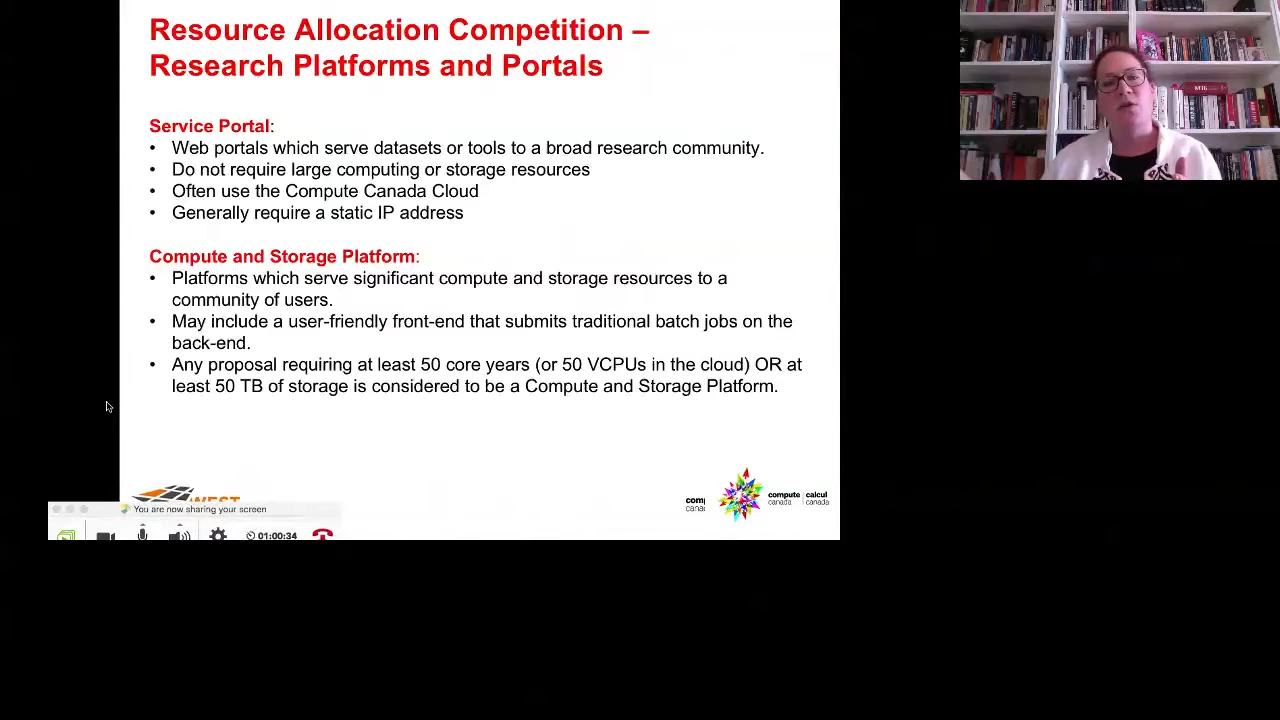 Resource Allocation Competition –
Research Platforms and Portals
Service Portal:
• Web portals which serve datasets or tools to a broad research community.
• Do not require large computing or storage resources
• Often use the Compute Canada Cloud
• Generally require a static IP address
Compute and Storage Platform:
• Platforms which serve significant compute and storage resources to a
community of users.
• May include a user-friendly front-end that submits traditional batch jobs on the
back-end.
• Any proposal requiring at least 50 core years (or 50 VCPUs in the cloud) OR at
least 50 TB of storage is considered to be a Compute and Storage Platform.
WEST
compute calcul
canada canada
You are now sharing your screen
01:00:34